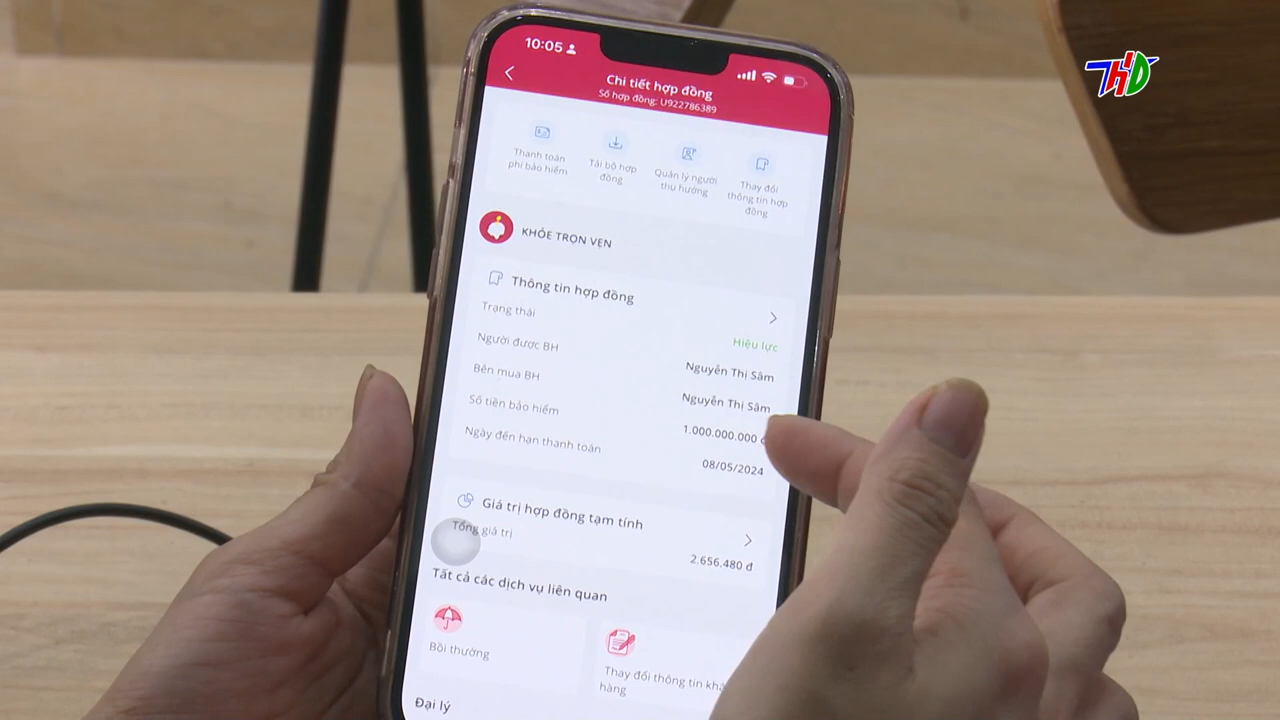 10:05
THD
Chi tiết hợp đồng
Số hợp đồng: U922786389
Thanh toán
phí bảo hiểm
Tải bộ hợp
đồng
Quản lý người
thụ hưởng
Thay đổi
thông tin hợp
đồng
KHỎE TRỌN VẸN
Thông tin hợp đồng
Trạng thái
Hiệu lực
Người được BH
Nguyễn Thị Sâm
Bên mua BH
Nguyễn Thị Sâm
Số tiền bảo hiểm
1.000.000.000 đ
Ngày đến hạn thanh toán
08/05/2024
Giá trị hợp đồng tạm tính
Tổng giá trị
2.656.480 đ
Tất cả các dịch vụ liên quan
Bồi thường
Thay đổi thông tin khá
hàng
Đại lý